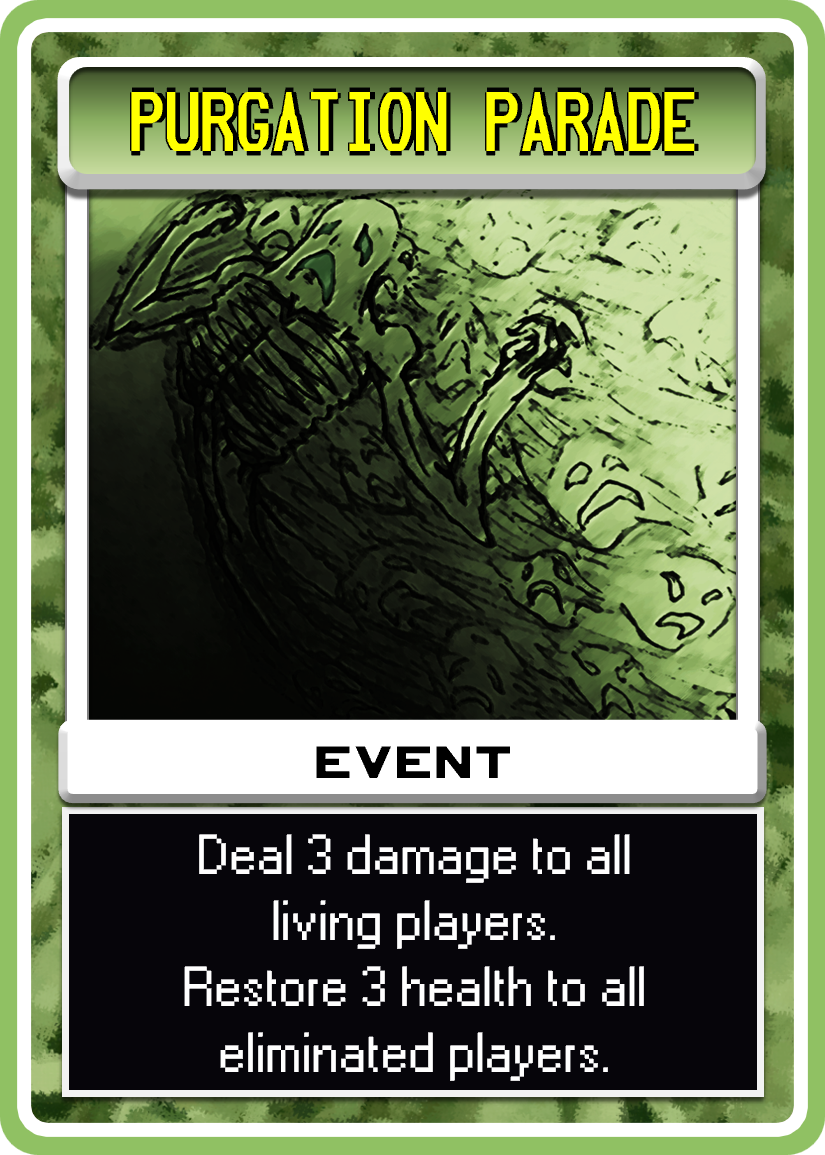 PURGATION PARADE
EVENT
Deal 3 damage to all
living players.
Restore 3 health to all
eliminated players.